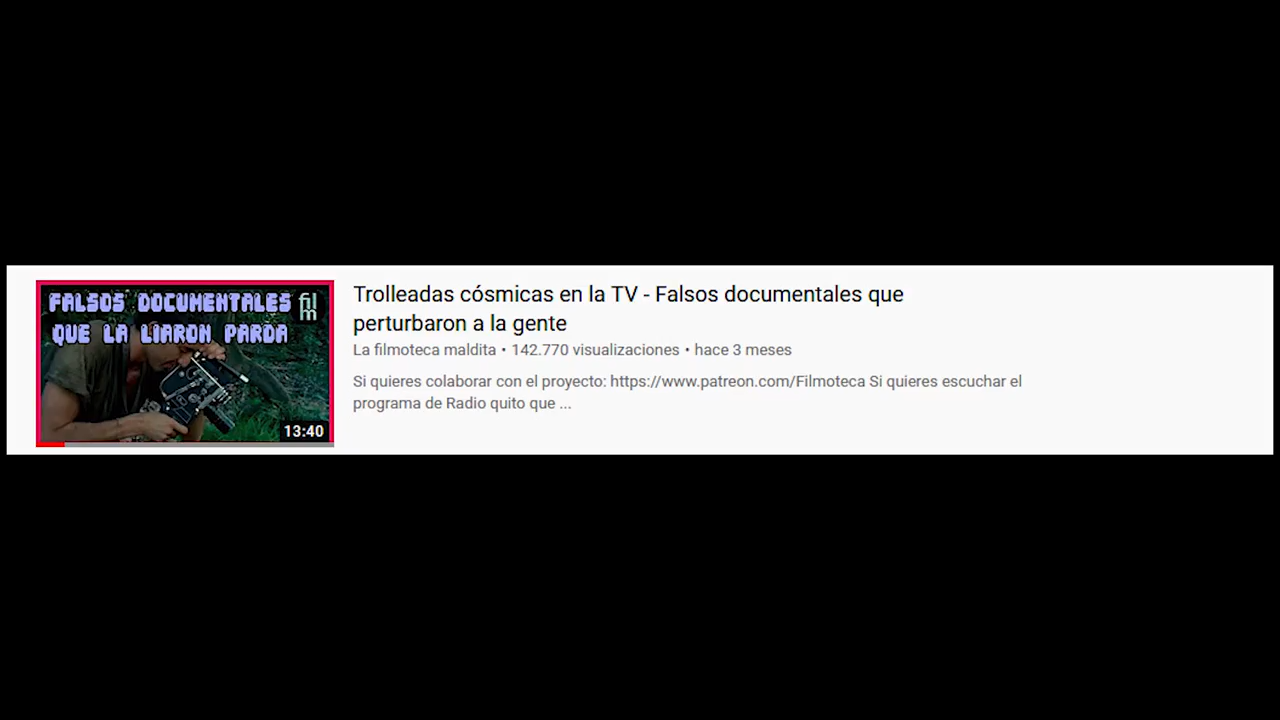 FALSOS DOCUMENTALES
film
QUE LA LIARON PARDA
13:40
Trolleadas cósmicas en la TV - Falsos documentales que
perturbaron a la gente
La filmoteca maldita • 142.770 visualizaciones • hace 3 meses
Si quieres colaborar con el proyecto: https://www.patreon.com/Filmoteca Si quieres escuchar el
programa de Radio quito que ...